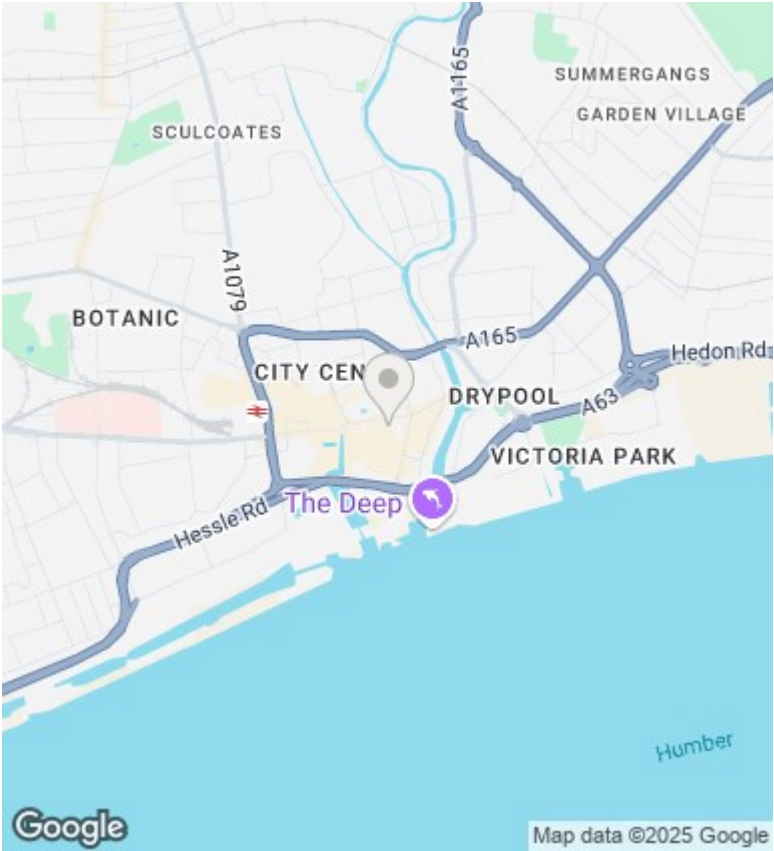 A1165
SUMMERGANGS
GARDEN VILLAGE
SCULCOATES
A1079
BOTANIC
A165
Hedon Rd
CITY CEN
DRYPOOL
A63
VICTORIA PARK
The Deep
Hessle Rd
Humber
Google
Map data ©2025 Google